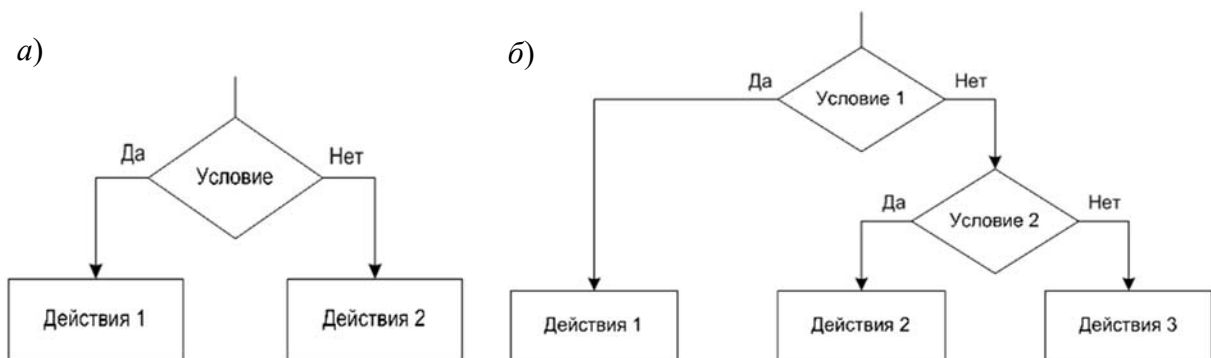 а)
Да
Нет
Условие
Действия 1
Действия 2
б)
Да
Нет
Условие 1
Да
Нет
Условие 2
Действия 1
Действия 2
Действия 3